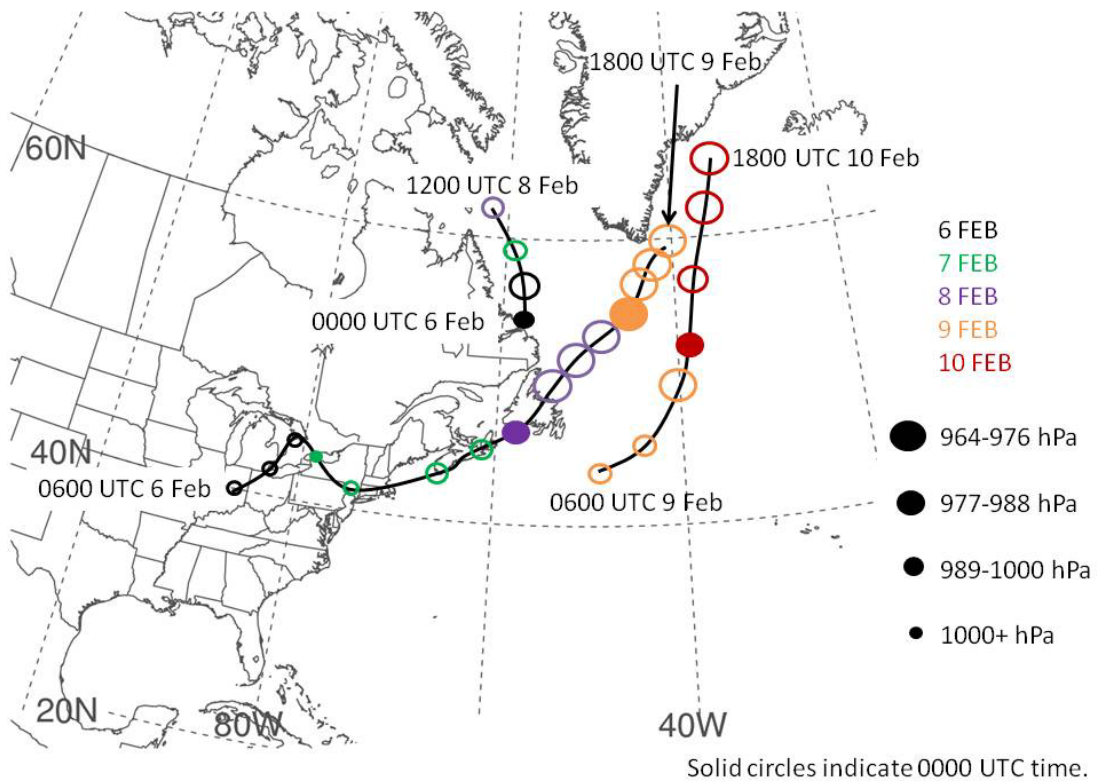 1800 UTC 9 Feb
60N
1800 UTC 10 Feb
1200 UTC 8 Feb
6 FEB
7 FEB
8 FEB
9 FEB
10 FEB
0000 UTC 6 Feb
40N
0600 UTC 6 Feb
0600 UTC 9 Feb
964-976 hPa
977-988 hPa
989-1000 hPa
1000+ hPa
20N
80W
40W
Solid circles indicate 0000 UTC time.